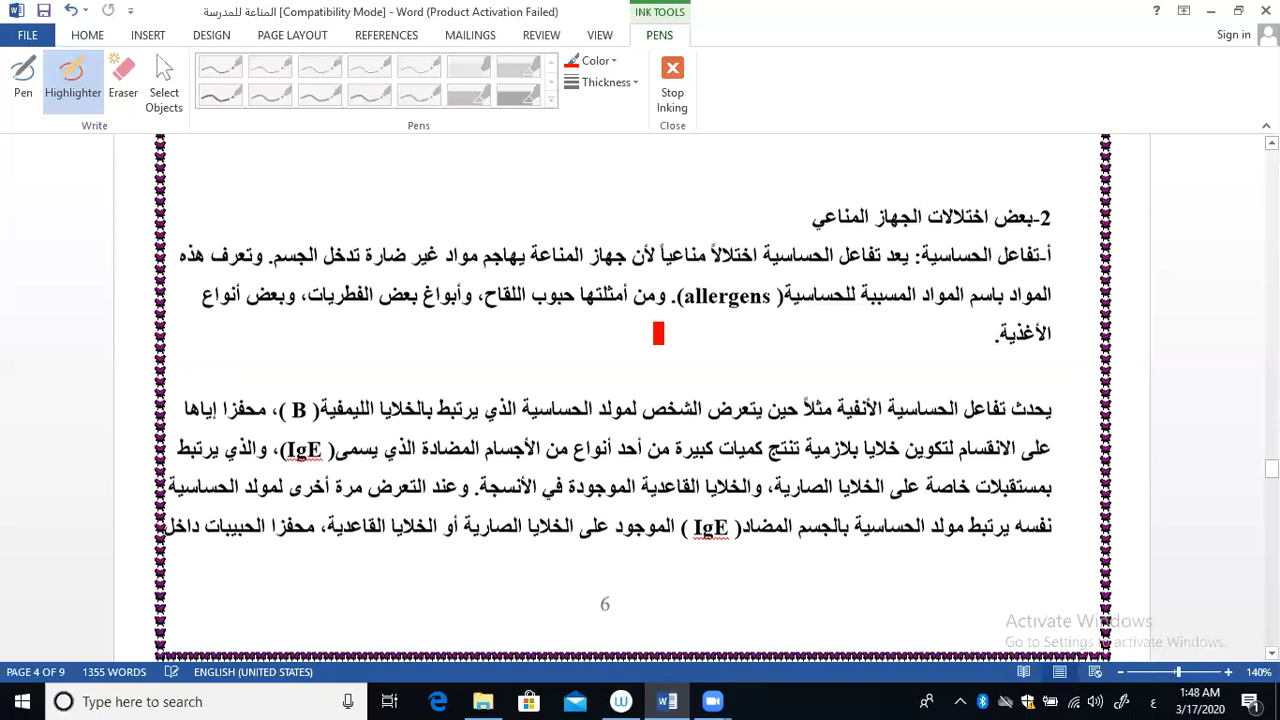 المناعة للمدرسة [Compatibility Mode] - Word (Product Activation Failed)
INK TOOLS
?
FILE HOME INSERT DESIGN PAGE LAYOUT REFERENCES MAILINGS REVIEW VIEW PENS
Sign in
Pen Highlighter Eraser Select Objects
Color
Thickness
Stop Inking
Write Pens Close
2-بعض اختلالات الجهاز المناعي
أ-تفاعل الحساسية: يعد تفاعل الحساسية اختلالاً مناعياً لأن جهاز المناعة يهاجم مواد غير ضارة تدخل الجسم. وتعرف هذه
المواد باسم المواد المسببة للحساسية( allergens). ومن أمثلتها حبوب اللقاح، وأبواغ بعض الفطريات، وبعض أنواع
الأغذية.
يحدث تفاعل الحساسية الأنفية مثلاً حين يتعرض الشخص لمولد الحساسية الذي يرتبط بالخلايا الليمفية( B )، محفزا إياها
على الانقسام لتكوين خلايا بلازمية تنتج كميات كبيرة من أحد أنواع من الأجسام المضادة الذي يسمى( IgE)، والذي يرتبط
بمستقبلات خاصة على الخلايا الصارية، والخلايا القاعدية الموجودة في الأنسجة. وعند التعرض مرة أخرى لمولد الحساسية
نفسه يرتبط مولد الحساسية بالجسم المضاد( IgE ) الموجود على الخلايا الصارية أو الخلايا القاعدية، محفزا الحبيبات داخل
6
Activate Windows
Go to Settings to activate Windows.
PAGE 4 OF 9 1355 WORDS ENGLISH (UNITED STATES) 140%
Type here to search
ع
1:48 AM
3/17/2020